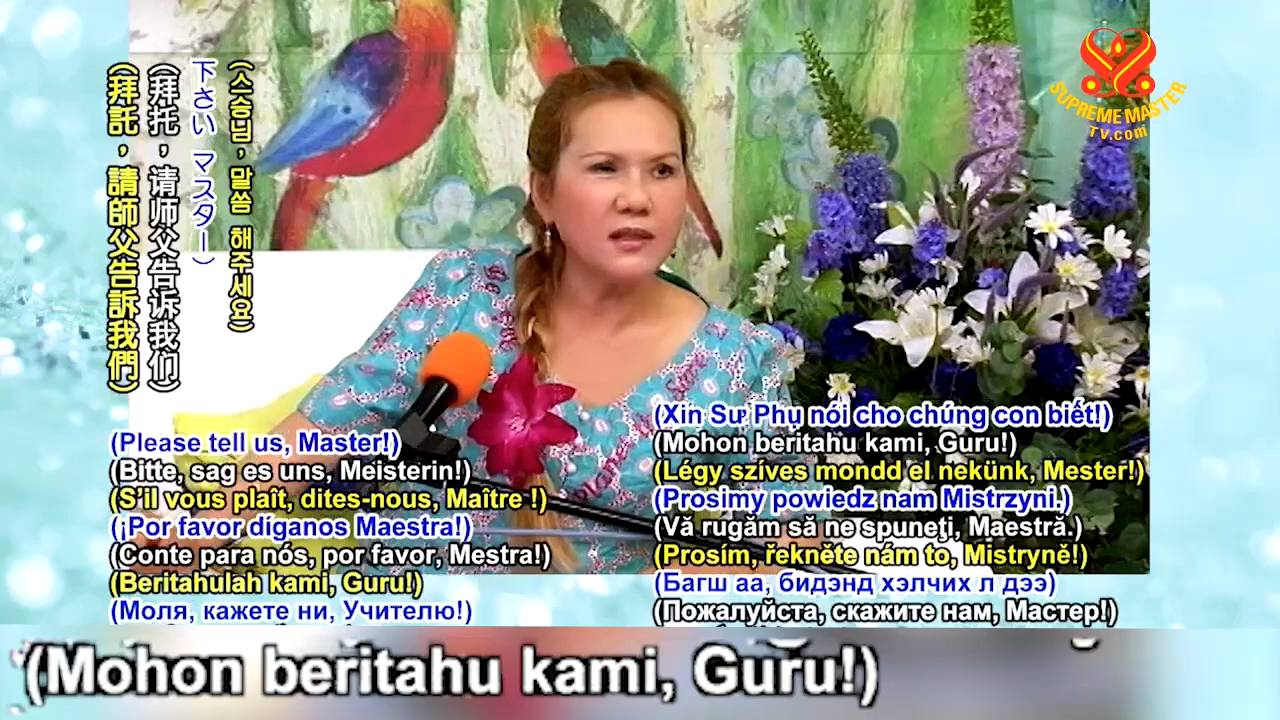 SUPREME MASTER
TV.com
(스승님, 말씀 해주세요)
下さい マスター)
(拜托，请师父告诉我们)
(拜託，請師父告訴我們)
(Please tell us, Master!)
(Bitte, sag es uns, Meisterin!)
(S'il vous plaît, dites-nous, Maître !)
(¡Por favor díganos Maestra!)
(Conte para nós, por favor, Mestra!)
(Beritahulah kami, Guru!)
(Моля, кажете ни, Учителю!)
(Xin Sư Phụ nói cho chúng con biết!)
(Mohon beritahu kami, Guru!)
(Légy szíves mondd el nekünk, Mester!)
(Prosimy powiedz nam Mistrzyni.)
(Vă rugăm să ne spuneţi, Maestră.)
(Prosím, řekněte nám to, Mistryně!)
(Багш аа, бидэнд хэлчих л дээ)
(Пожалуйста, скажите нам, Мастер!)
(Mohon beritahu kami, Guru!)